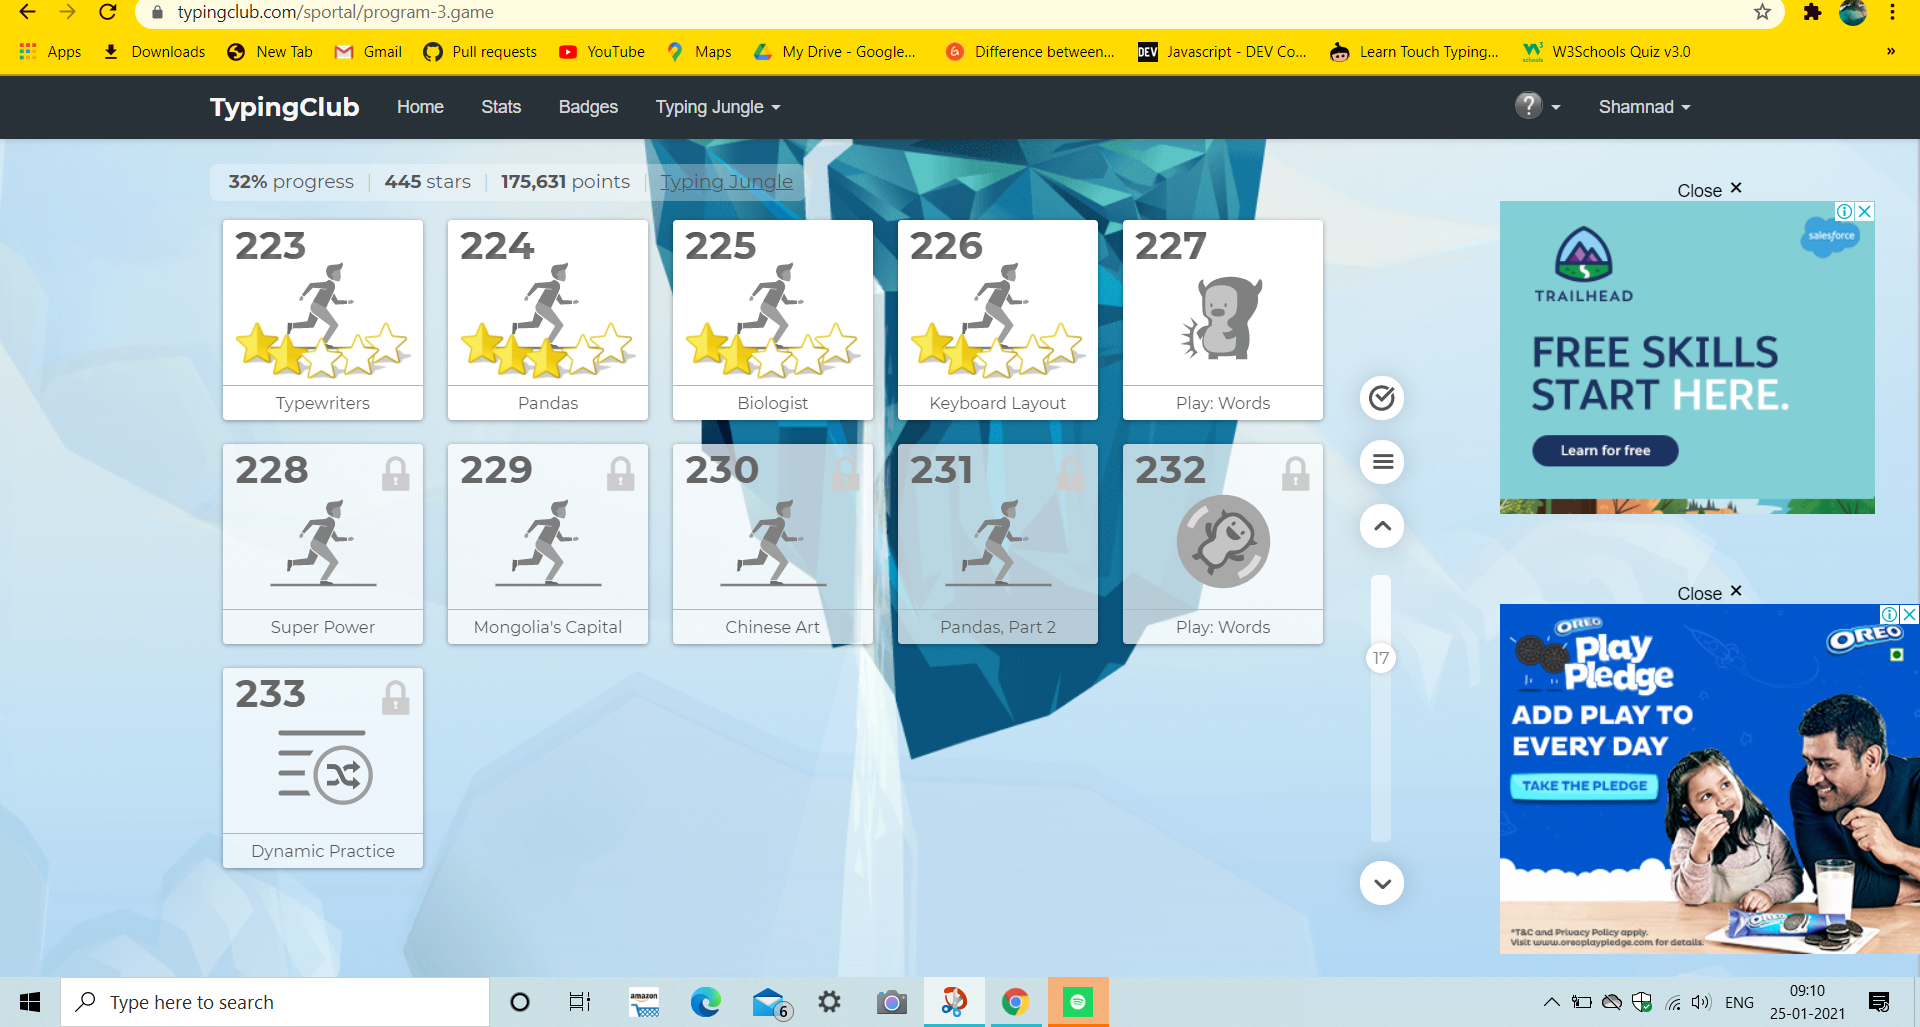 typingclub.com/sportal/program-3.game
Apps Downloads New Tab Gmail Pull requests YouTube Maps My Drive - Google... Difference between... DEV Javascript - DEV Co... Learn Touch Typing... W3Schools Quiz v3.0 »
TypingClub Home Stats Badges Typing Jungle ? Shamnad
32% progress 445 stars 175,631 points Typing Jungle
223 224 225 226 227
Typewriters Pandas Biologist Keyboard Layout Play: Words
228 229 230 231 232
Super Power Mongolia's Capital Chinese Art Pandas, Part 2 Play: Words
233
Dynamic Practice
17
Close ×
salesforce
TRAILHEAD
FREE SKILLS
START HERE.
Learn for free
Close ×
OREO
Play
Pledge
OREO
ADD PLAY TO
EVERY DAY
TAKE THE PLEDGE
OREO
*T&C and Privacy Policy apply.
Visit www.oreoplaypledge.com for details.
Type here to search
amazon
6
ENG
09:10
25-01-2021